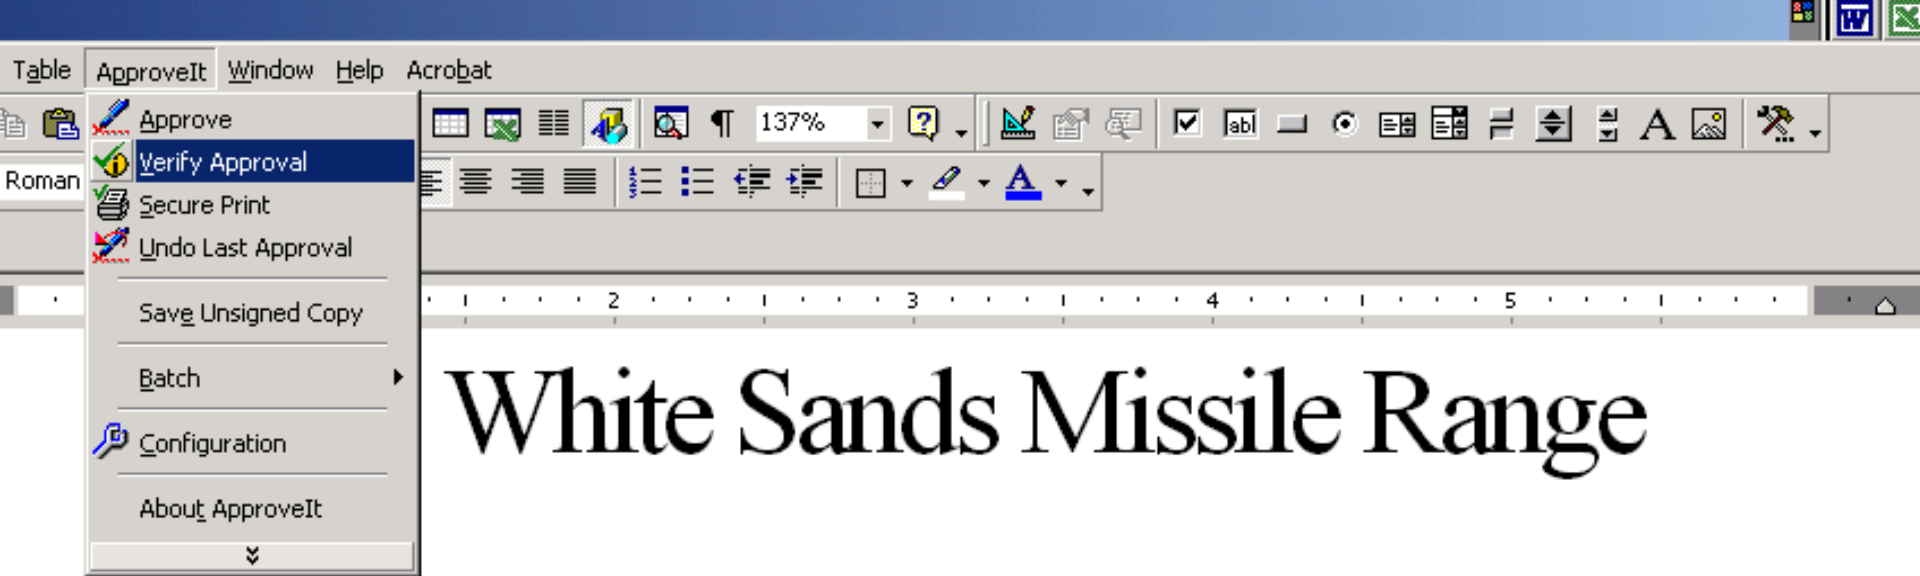 W
Table ApproveIt Window Help Acrobat
Approve
137%
abl
A
Verify Approval
Roman
A
Secure Print
Undo Last Approval
2 3 4 5
Save Unsigned Copy
Batch
White Sands Missile Range
Configuration
About ApproveIt